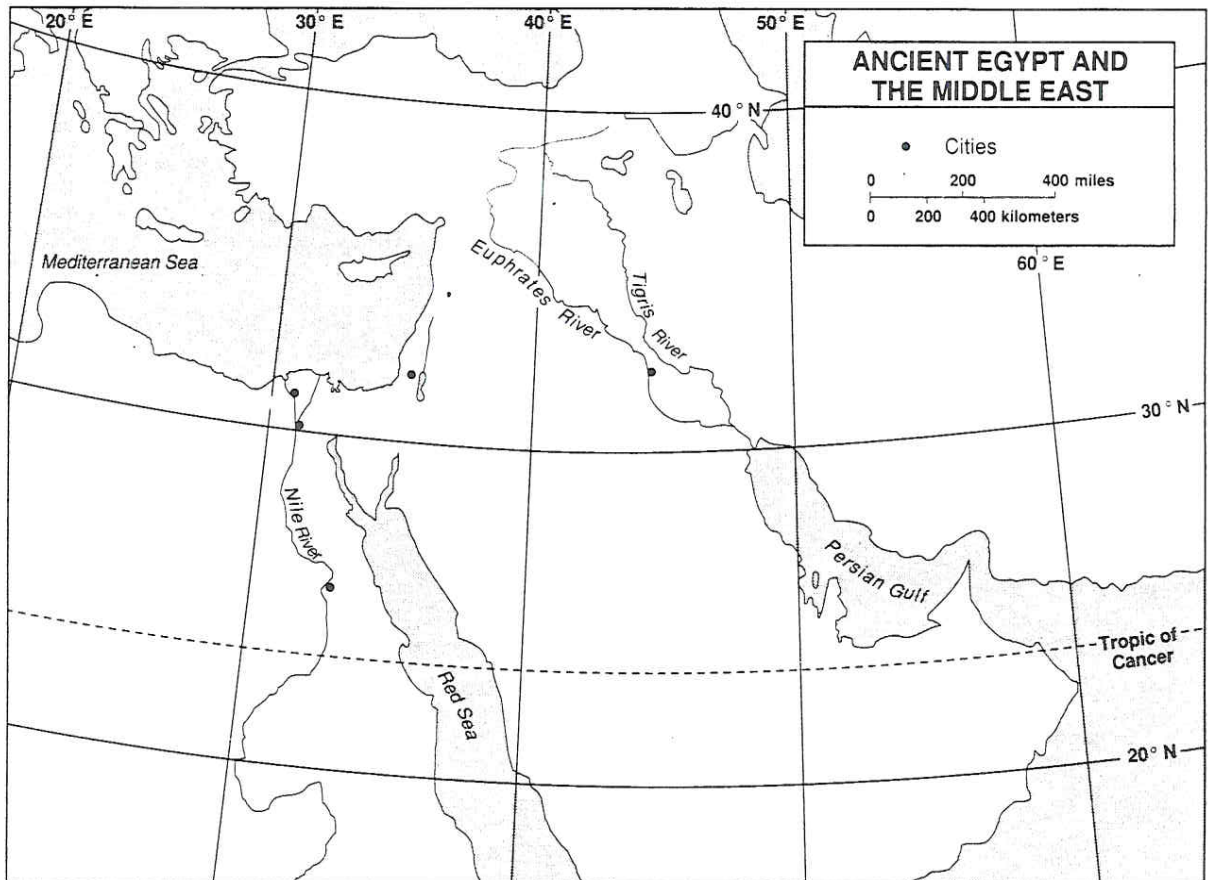 20° E
30° E
40° E
50° E
ANCIENT EGYPT AND
THE MIDDLE EAST
Cities
0 200 400 miles
0 200 400 kilometers
40° N
60° E
Mediterranean Sea
Euphrates River
Tigris River
30° N
Nile River
Persian Gulf
Tropic of
Cancer
Red Sea
20° N